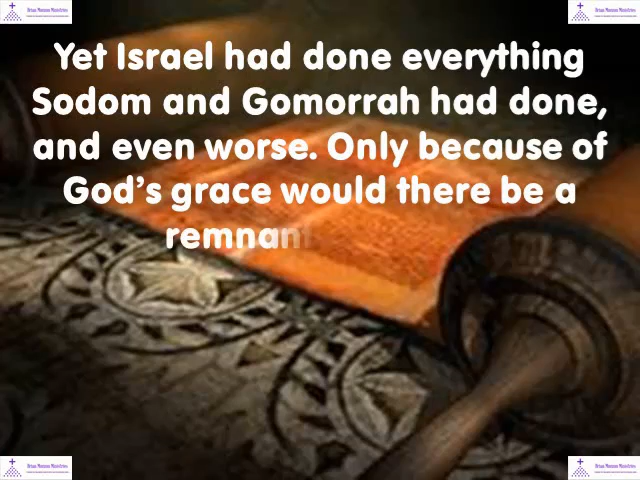 Yet Israel had done everything
Sodom and Gomorrah had done,
and even worse. Only because of
God's grace would there be a
remnant